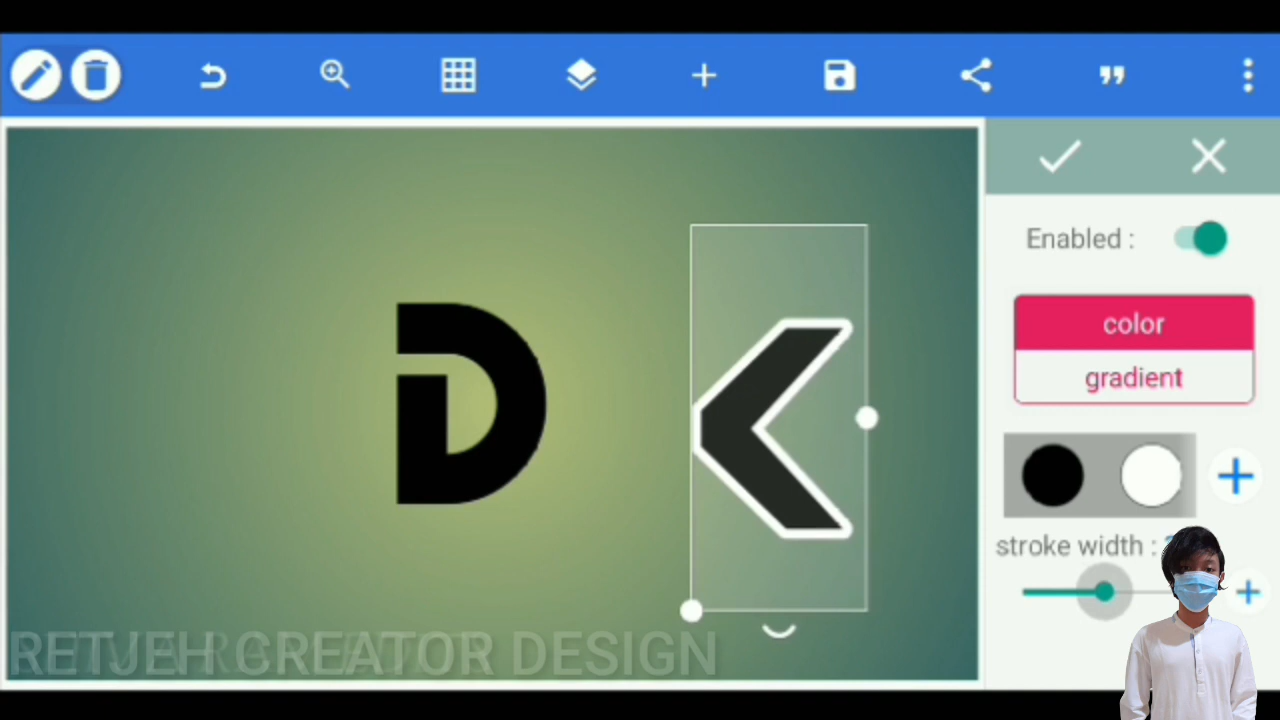 Enabled :
color
gradient
D K
stroke width :
RETJEH CREATOR DESIGN